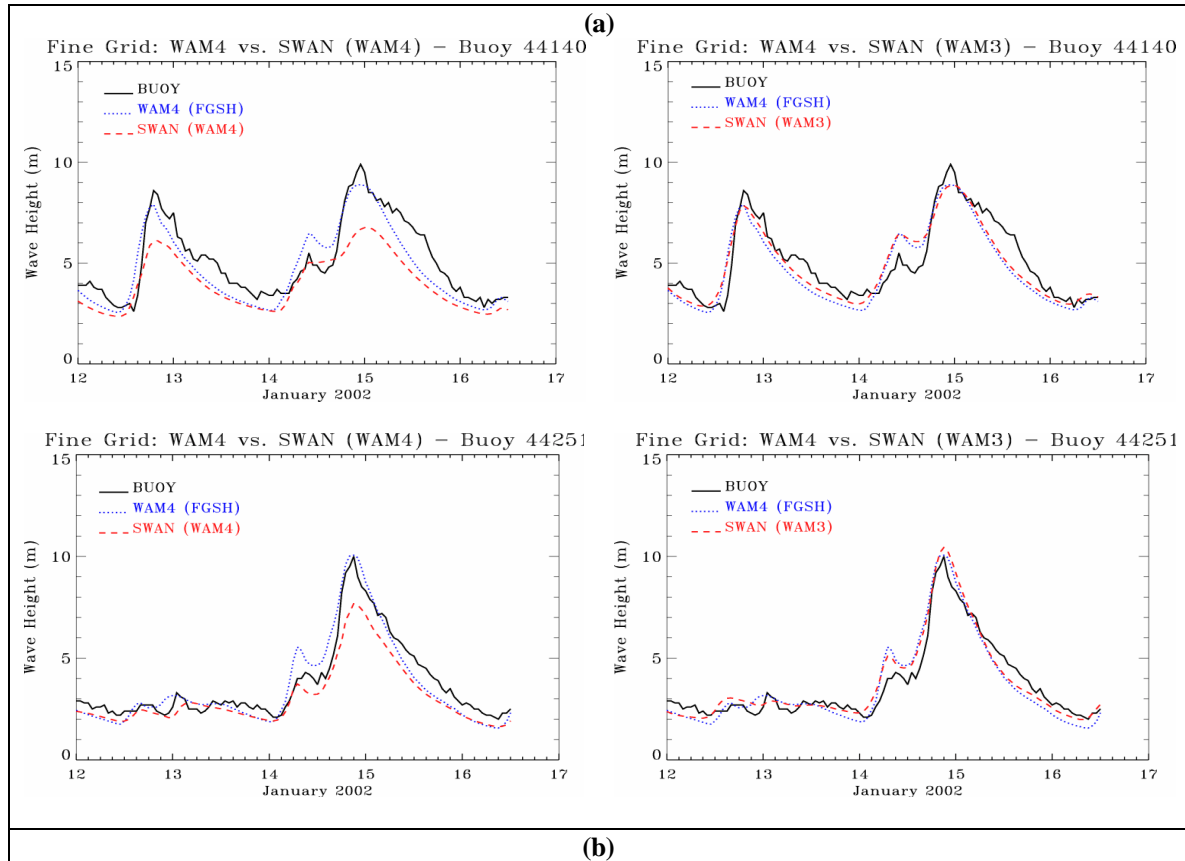 (a)
Fine Grid: WAM4 vs. SWAN (WAM4) – Buoy 44140
15
10
5
0
Wave Height (m)
BUOY
WAM4 (FGSH)
SWAN (WAM4)
12 13 14 15 16 17
January 2002
Fine Grid: WAM4 vs. SWAN (WAM3) – Buoy 44140
15
10
5
0
Wave Height (m)
BUOY
WAM4 (FGSH)
SWAN (WAM3)
12 13 14 15 16 17
January 2002
Fine Grid: WAM4 vs. SWAN (WAM4) – Buoy 44251
15
10
5
0
Wave Height (m)
BUOY
WAM4 (FGSH)
SWAN (WAM4)
12 13 14 15 16 17
January 2002
Fine Grid: WAM4 vs. SWAN (WAM3) – Buoy 44251
15
10
5
0
Wave Height (m)
BUOY
WAM4 (FGSH)
SWAN (WAM3)
12 13 14 15 16 17
January 2002
(b)